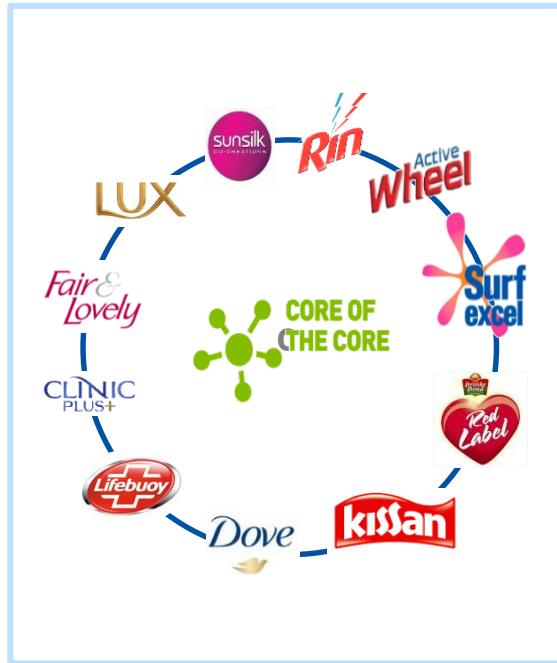 sunsilk
CO-CREATIONS
Rin
Active
Wheel
Surf
excel
Brooke
Bond
Red
Label
kissan
Dove
Lifebuoy
CLINIC
PLUS+
Fair &
Lovely
LUX
CORE OF
THE CORE